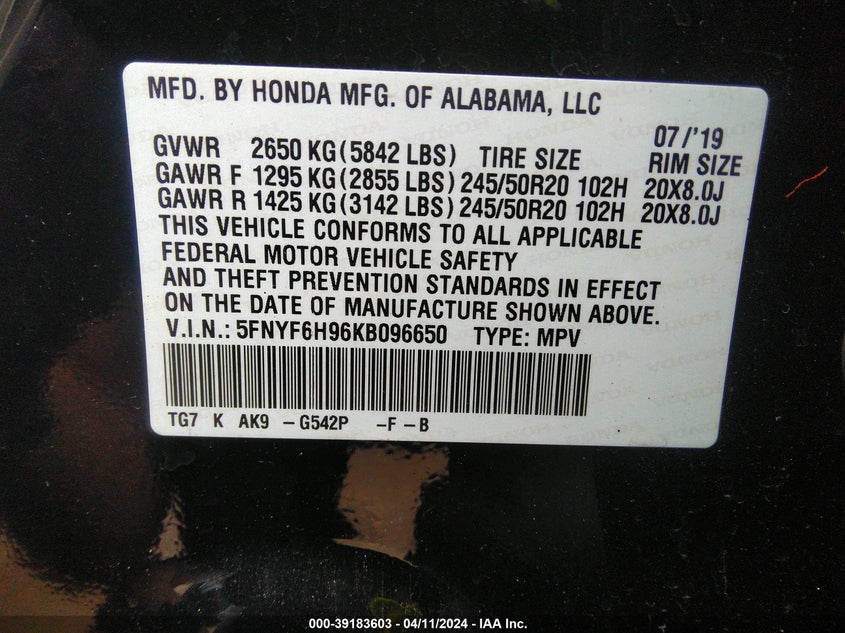 MFD. BY HONDA MFG. OF ALABAMA, LLC
07/'19
GVWR 2650 KG(5842 LBS) TIRE SIZE RIM SIZE
GAWR F 1295 KG(2855 LBS) 245/50R20 102H 20X8.0J
GAWR R 1425 KG(3142 LBS) 245/50R20 102H 20X8.0J
THIS VEHICLE CONFORMS TO ALL APPLICABLE
FEDERAL MOTOR VEHICLE SAFETY
AND THEFT PREVENTION STANDARDS IN EFFECT
ON THE DATE OF MANUFACTURE SHOWN ABOVE.
V.I.N.: 5FNYF6H96KB096650 TYPE: MPV
TG7 K AK9 -G542P -F-B
000-39183603 - 04/11/2024 - IAA Inc.